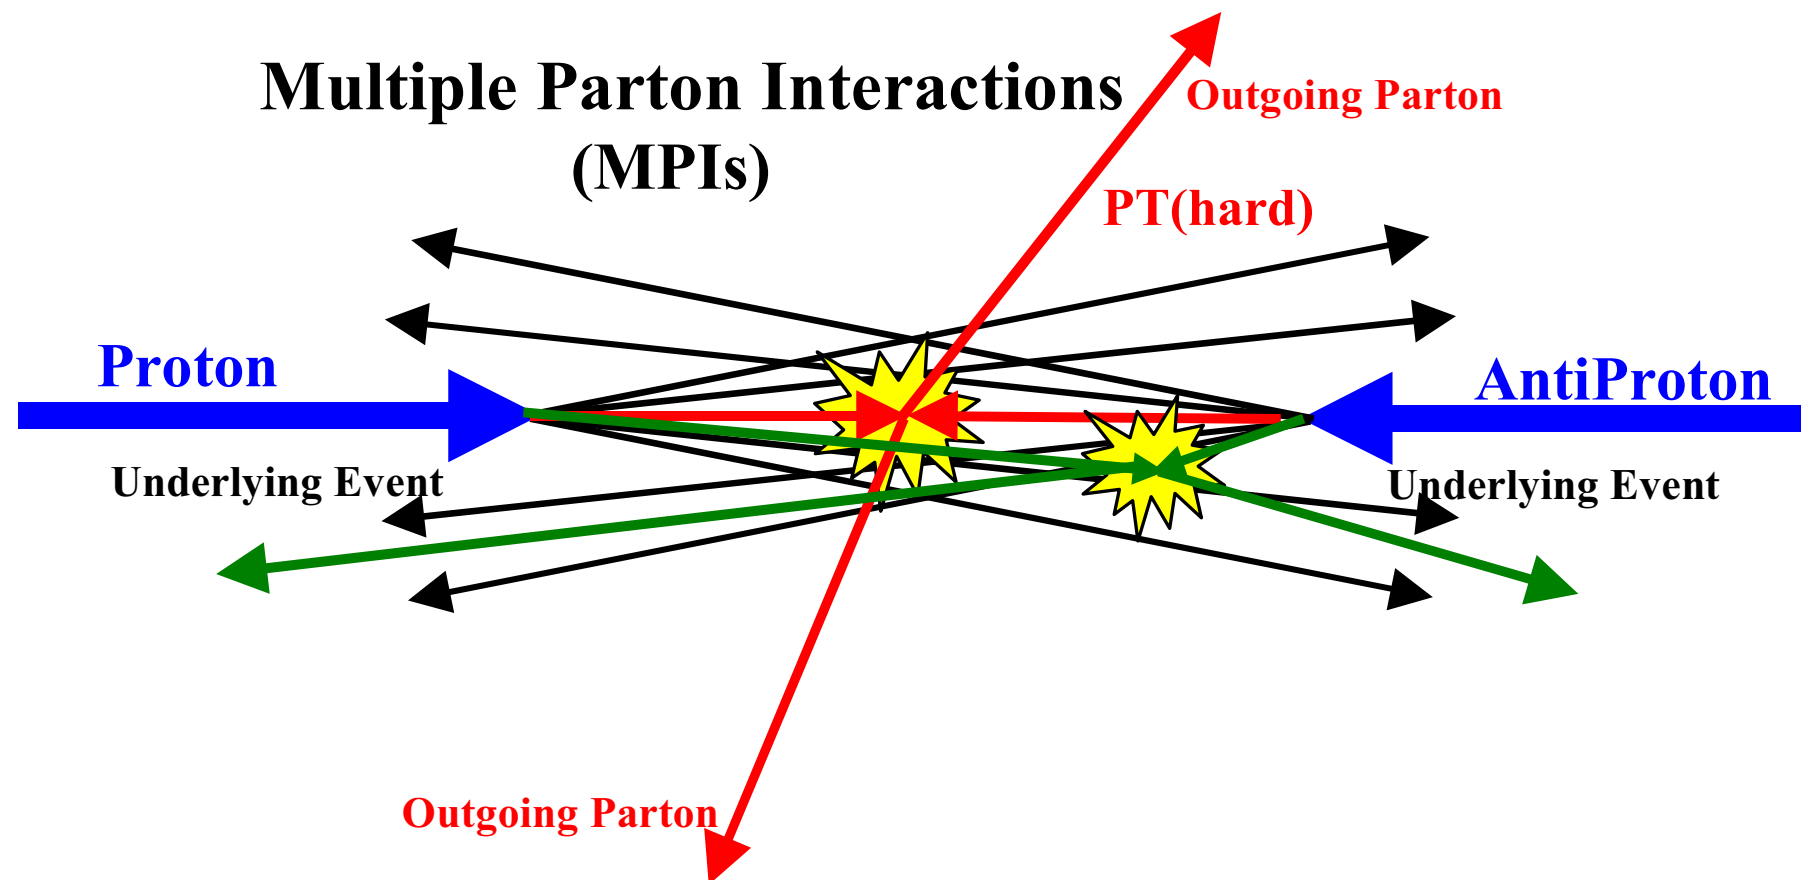 Multiple Parton Interactions
(MPIs)
Outgoing Parton
PT(hard)
Proton
AntiProton
Underlying Event
Underlying Event
Outgoing Parton